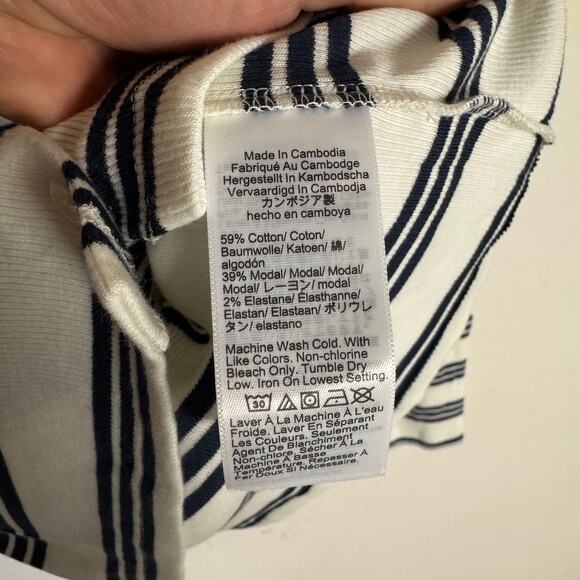 Made In Cambodia
Fabriqué Au Cambodge
Hergestellt In Kambodscha
Vervaardigd In Cambodja
カンボジア製
hecho en camboya
59% Cotton/ Coton/
Baumwolle/ Katoen/ 綿/
algodón
39% Modal/ Modal/ Modal/
Modal/ レーヨン/ modal
2% Elastane/ Élasthanne/
Elastan/ Elastaan/ ポリウレ
タン/ elastano
Machine Wash Cold. With
Like Colors. Non-chlorine
Bleach Only. Tumble Dry
Low. Iron On Lowest Setting.
30
Laver À La Machine À L'eau
Froide. Laver En Séparant
Les Couleurs. Seulement
Agent De Blanchiment
Non-chloré. Sécher À La
Machine À Basse
Température. Repasser À
Fer Doux Si Nécessaire.